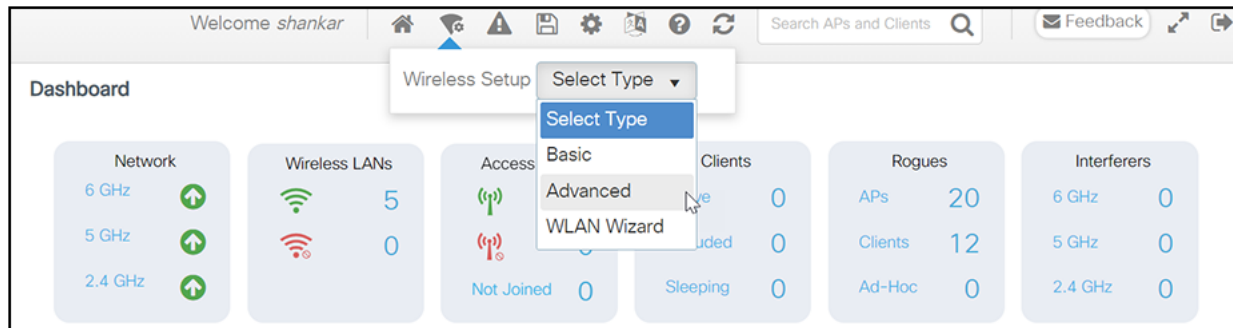 Welcome shankar
Search APs and Clients
Feedback
Wireless Setup
Select Type
Select Type
Basic
Advanced
WLAN Wizard
Dashboard
Network
6 GHz
5 GHz
2.4 GHz
Wireless LANs
5
0
Access
Not Joined 0
Clients
0
0
Sleeping 0
Rogues
APs 20
Clients 12
Ad-Hoc 0
Interferers
6 GHz 0
5 GHz 0
2.4 GHz 0